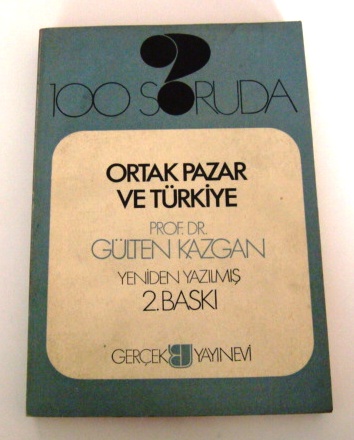 100 SORUDA
ORTAK PAZAR
VE TÜRKİYE
PROF. DR.
GÜLTEN KAZGAN
YENİDEN YAZILMIŞ
2. BASKI
GERÇEK YAYINEVİ